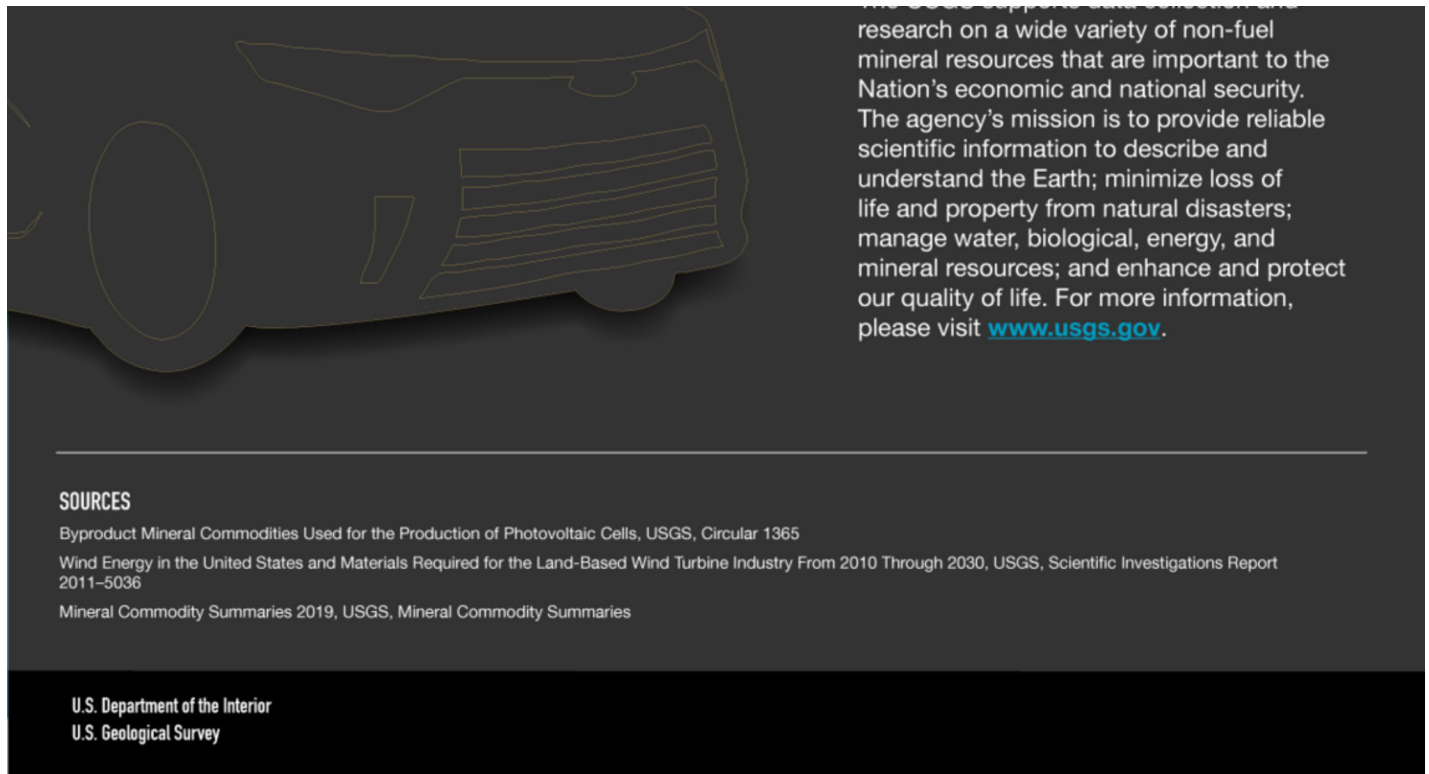 The USGS supports data collection and
research on a wide variety of non-fuel
mineral resources that are important to the
Nation’s economic and national security.
The agency’s mission is to provide reliable
scientific information to describe and
understand the Earth; minimize loss of
life and property from natural disasters;
manage water, biological, energy, and
mineral resources; and enhance and protect
our quality of life. For more information,
please visit www.usgs.gov.
SOURCES
Byproduct Mineral Commodities Used for the Production of Photovoltaic Cells, USGS, Circular 1365
Wind Energy in the United States and Materials Required for the Land-Based Wind Turbine Industry From 2010 Through 2030, USGS, Scientific Investigations Report
2011–5036
Mineral Commodity Summaries 2019, USGS, Mineral Commodity Summaries
U.S. Department of the Interior
U.S. Geological Survey